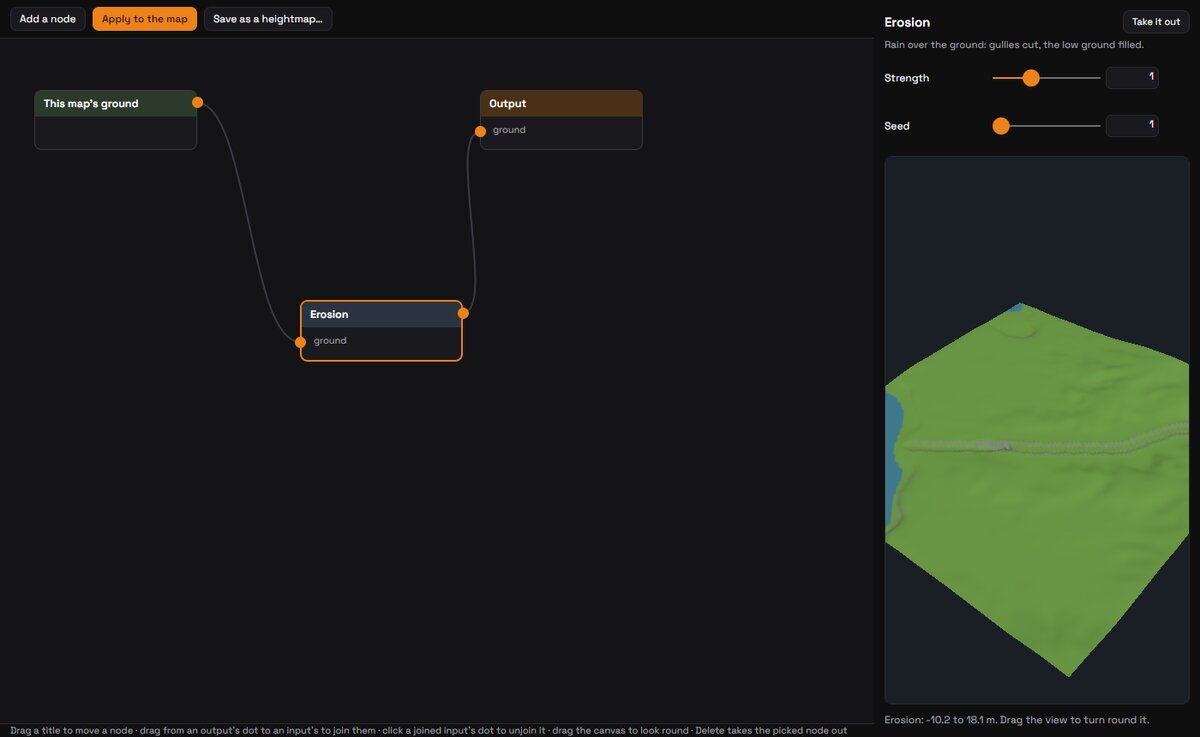 Add a node
Apply to the map
Save as a heightmap...
This map's ground
Output
ground
Erosion
ground
Erosion
Take it out
Rain over the ground: gullies cut, the low ground filled.
Strength
1
Seed
1
Erosion: -10.2 to 18.1 m. Drag the view to turn round it.
Drag a title to move a node · drag from an output's dot to an input's to join them · click a joined input's dot to unjoin it · drag the canvas to look round · Delete takes the picked node out